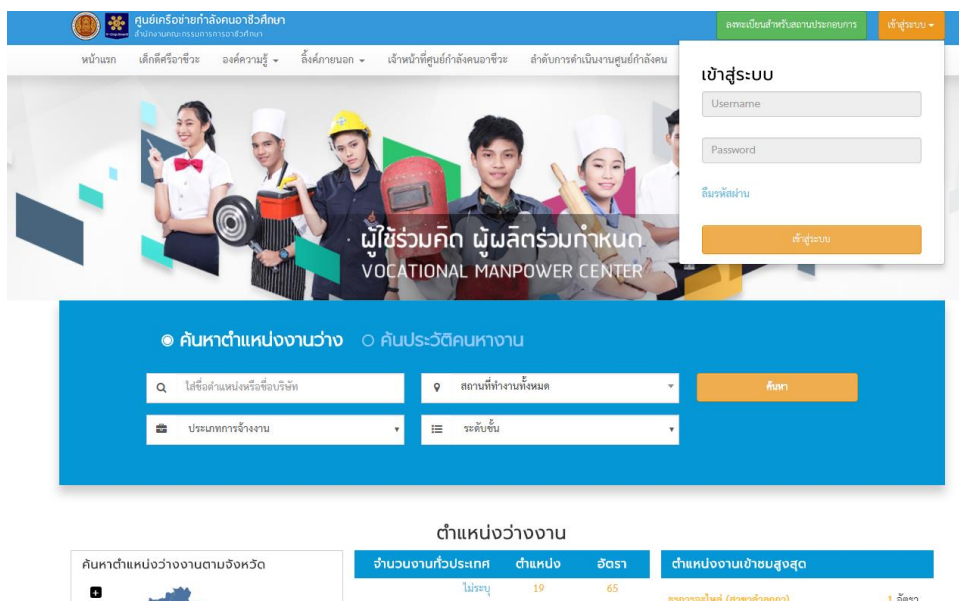 ศูนย์เครือข่ายกำลังคนอาชีวศึกษา
สำนักงานคณะกรรมการการอาชีวศึกษา
ลงทะเบียนสำหรับสถานประกอบการ
เข้าสู่ระบบ
หน้าแรก เด็กดีศรีอาชีวะ องค์ความรู้ ลิ้งค์ภายนอก เจ้าหน้าที่ศูนย์กำลังคนอาชีวะ ลำดับการดำเนินงานศูนย์กำลังคน
เข้าสู่ระบบ
Username
Password
ลืมรหัสผ่าน
เข้าสู่ระบบ
ผู้ใช้ร่วมคิด ผู้ผลิตร่วมกำหนด
VOCATIONAL MANPOWER CENTER
ค้นหาตำแหน่งงานว่าง ค้นประวัติคนหางาน
ใส่ชื่อตำแหน่งหรือชื่อบริษัท สถานที่ทำงานทั้งหมด ค้นหา
ประเภทการจ้างงาน ระดับชั้น
ตำแหน่งว่างงาน
ค้นหาตำแหน่งว่างงานตามจังหวัด
จำนวนงานทั่วประเทศ ตำแหน่ง อัตรา
ไม่ระบุ 19 65
ตำแหน่งงานเข้าชมสูงสุด
1 อัตรา